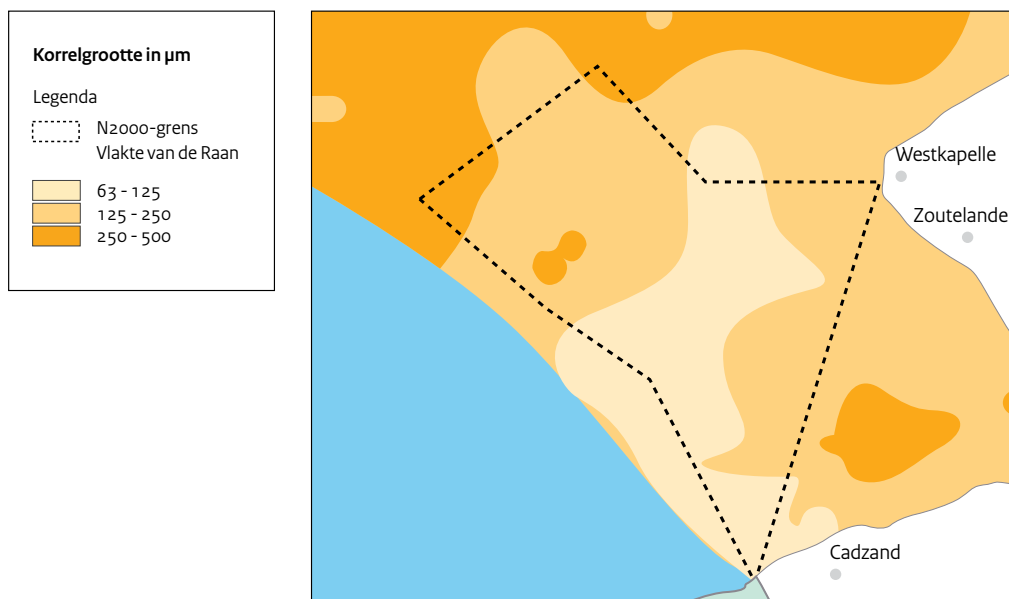 Korrelgrootte in µm
Legenda
N2000-grens
Vlakte van de Raan
63 - 125
125 - 250
250 - 500
Westkapelle
Zoutelande
Cadzand